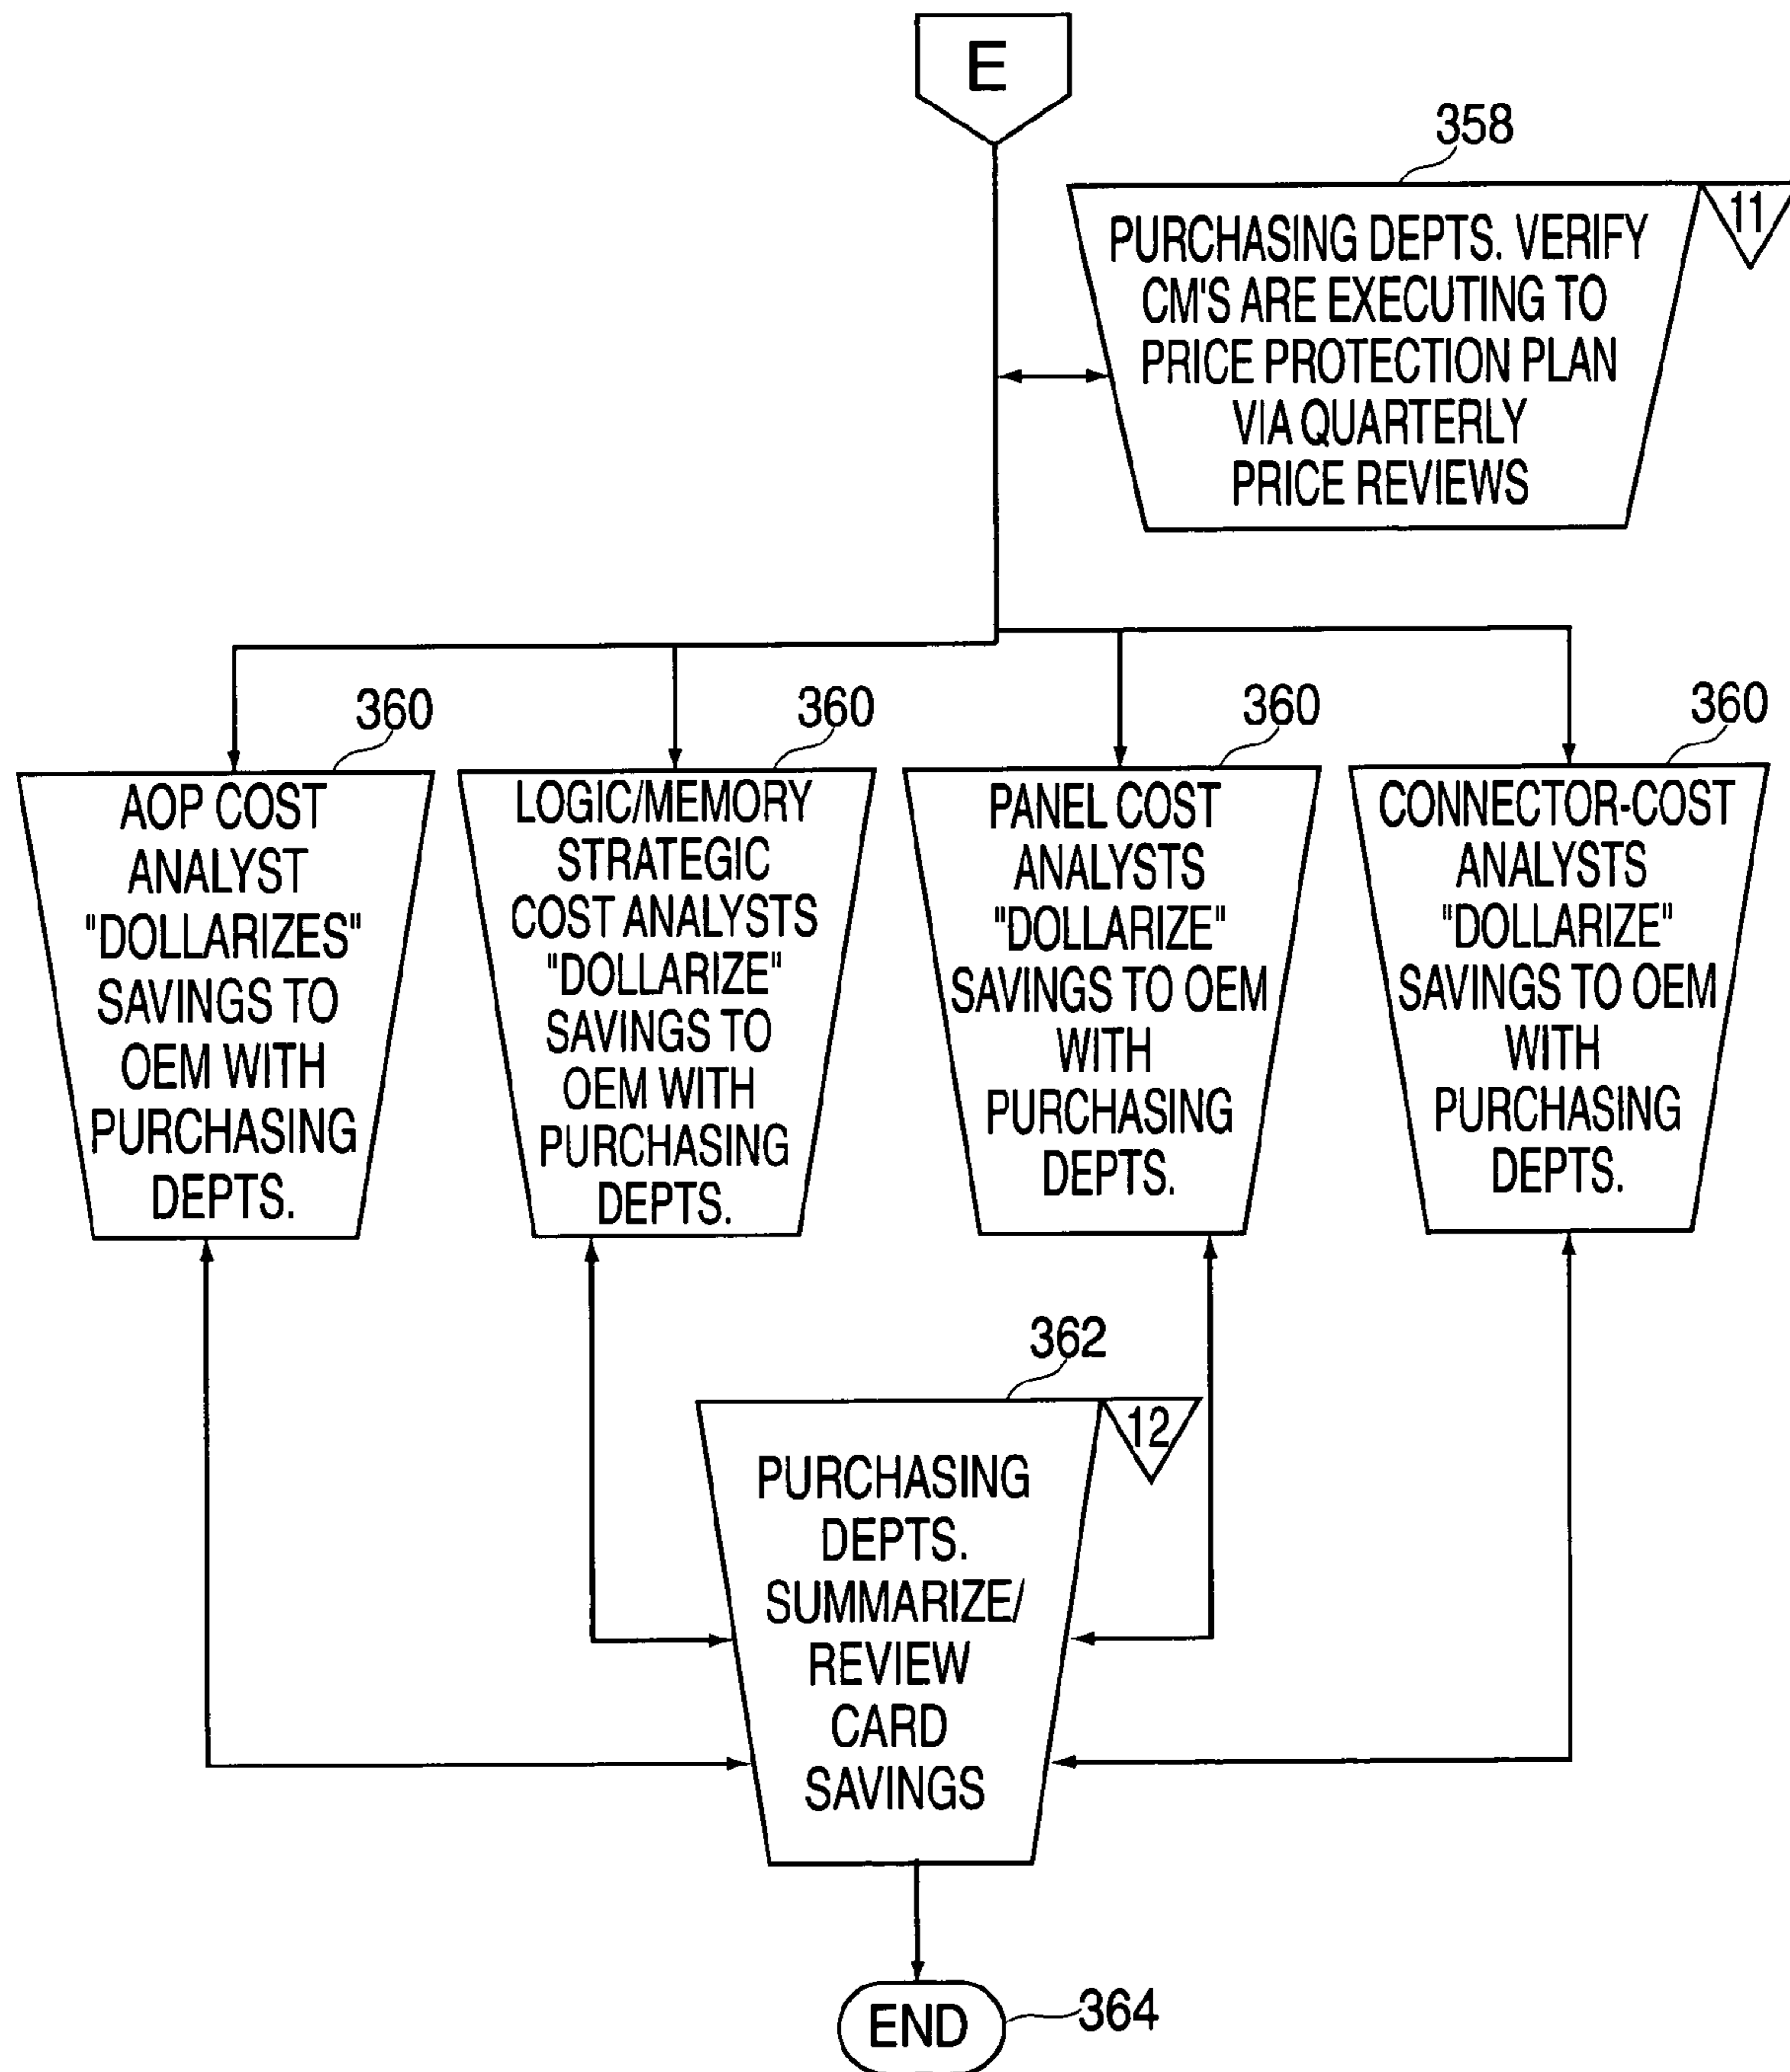 E
358
11
PURCHASING DEPTS. VERIFY
CM'S ARE EXECUTING TO
PRICE PROTECTION PLAN
VIA QUARTERLY
PRICE REVIEWS
360
AOP COST
ANALYST
"DOLLARIZES"
SAVINGS TO
OEM WITH
PURCHASING
DEPTS.
360
LOGIC/MEMORY
STRATEGIC
COST ANALYSTS
"DOLLARIZE"
SAVINGS TO
OEM WITH
PURCHASING
DEPTS.
360
PANEL COST
ANALYSTS
"DOLLARIZE"
SAVINGS TO OEM
WITH
PURCHASING
DEPTS.
360
CONNECTOR-COST
ANALYSTS
"DOLLARIZE"
SAVINGS TO OEM
WITH
PURCHASING
DEPTS.
362
12
PURCHASING
DEPTS.
SUMMARIZE/
REVIEW
CARD
SAVINGS
END
364